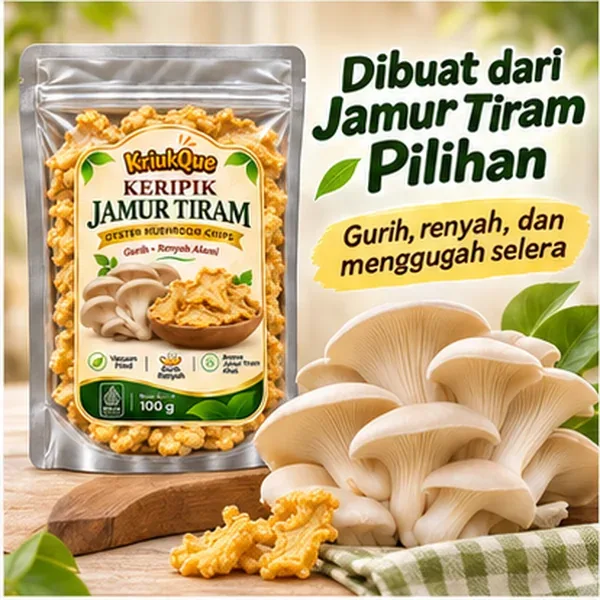 Dibuat dari
Jamur Tiram
Pilihan
Gurih, renyah, dan
menggugah selera
KriukQue
KERIPIK
JAMUR TIRAM
Gurih • Renyah Alami
100 g